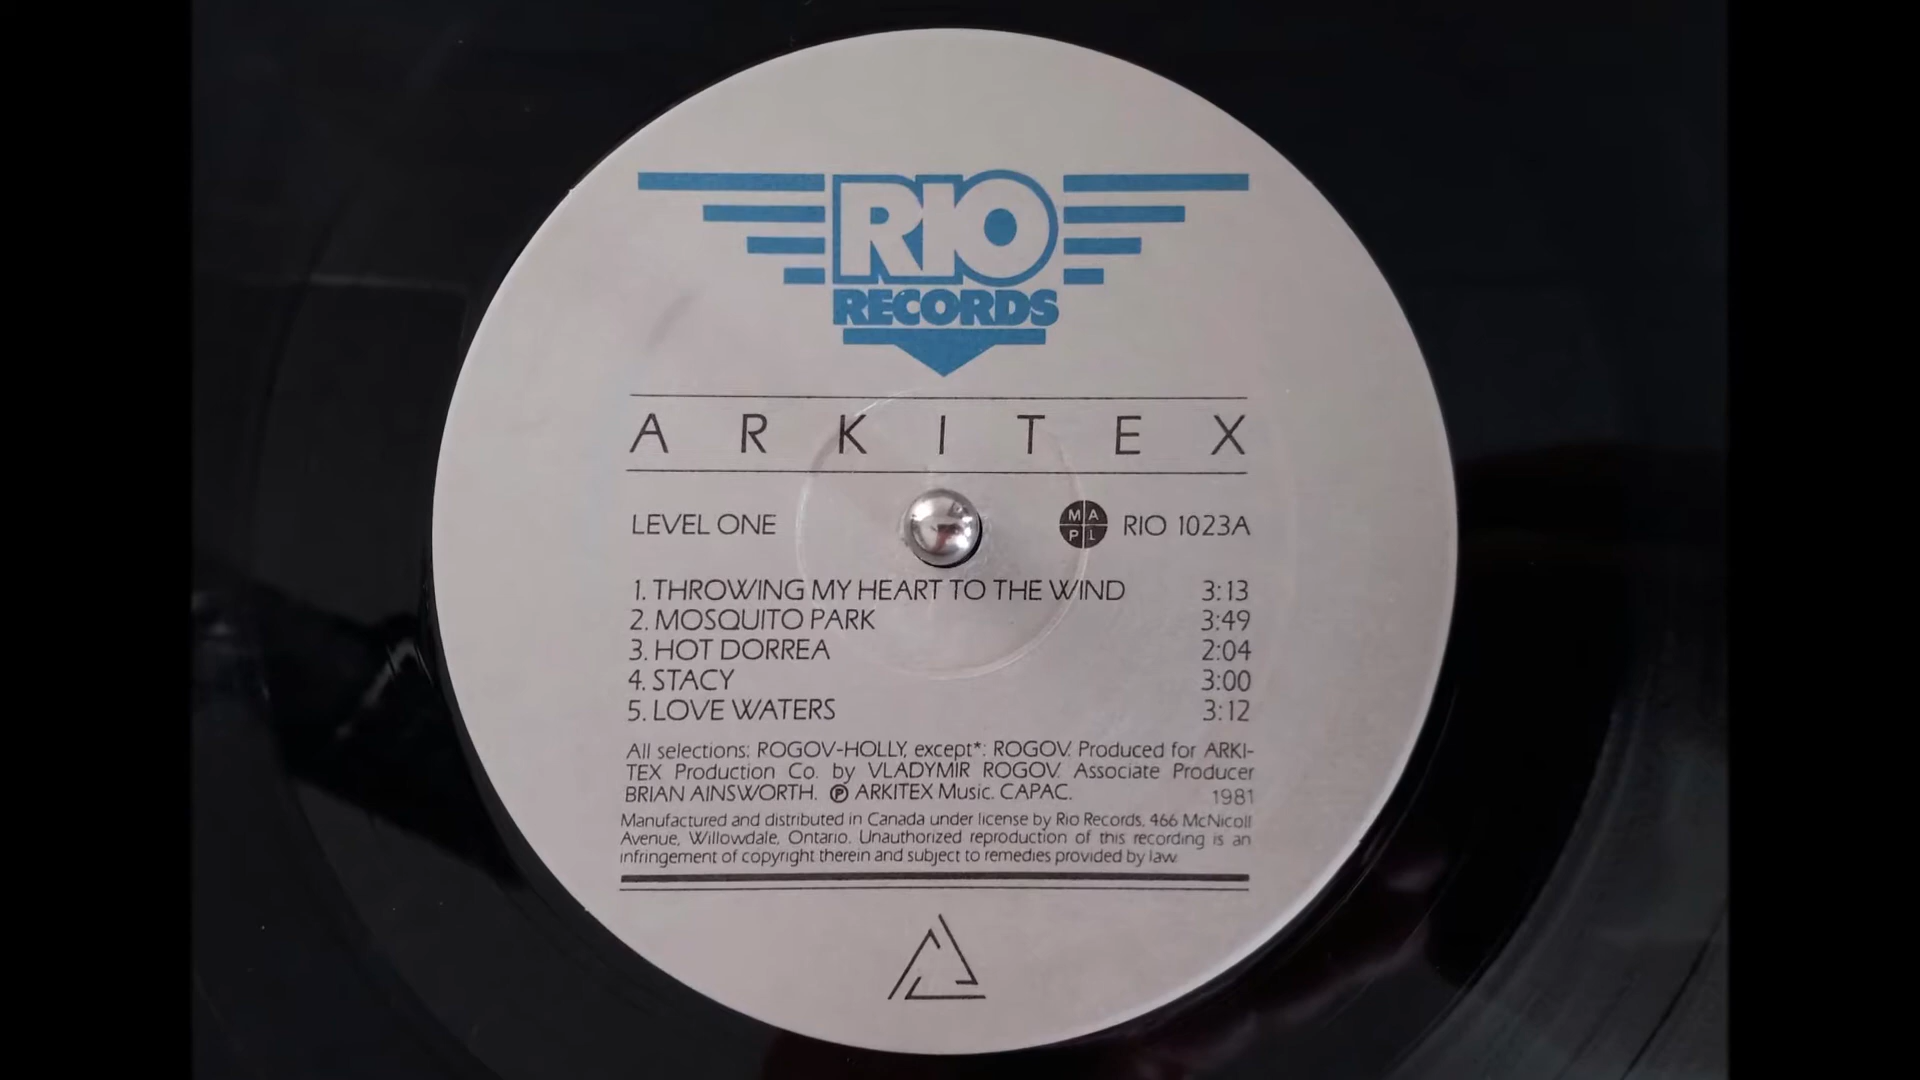 RIO
RECORDS
ARKITEX
LEVEL ONE MAPL RIO 1023A
1. THROWING MY HEART TO THE WIND 3:13
2. MOSQUITO PARK 3:49
3. HOT DORREA 2:04
4. STACY 3:00
5. LOVE WATERS 3:12
All selections: ROGOV-HOLLY, except*: ROGOV. Produced for ARKI-
TEX Production Co. by VLADYMIR ROGOV. Associate Producer
BRIAN AINSWORTH. ℗ ARKITEX Music. CAPAC. 1981
Manufactured and distributed in Canada under license by Rio Records, 466 McNicoll
Avenue, Willowdale, Ontario. Unauthorized reproduction of this recording is an
infringement of copyright therein and subject to remedies provided by law.